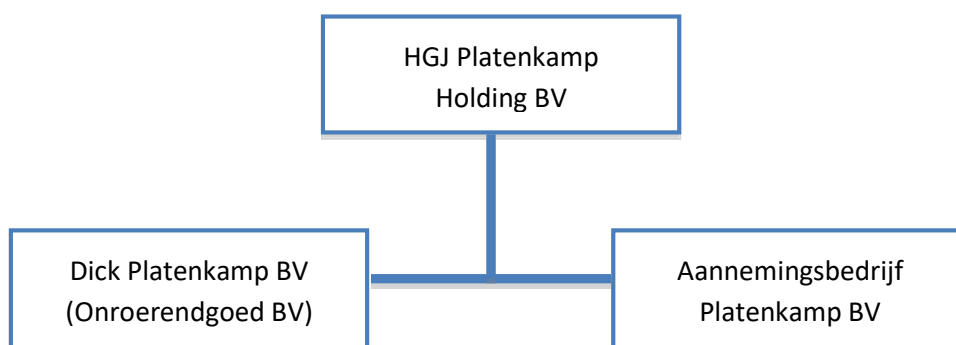 HGJ Platenkamp
Holding BV
Dick Platenkamp BV
(Onroerendgoed BV)
Aannemingsbedrijf
Platenkamp BV